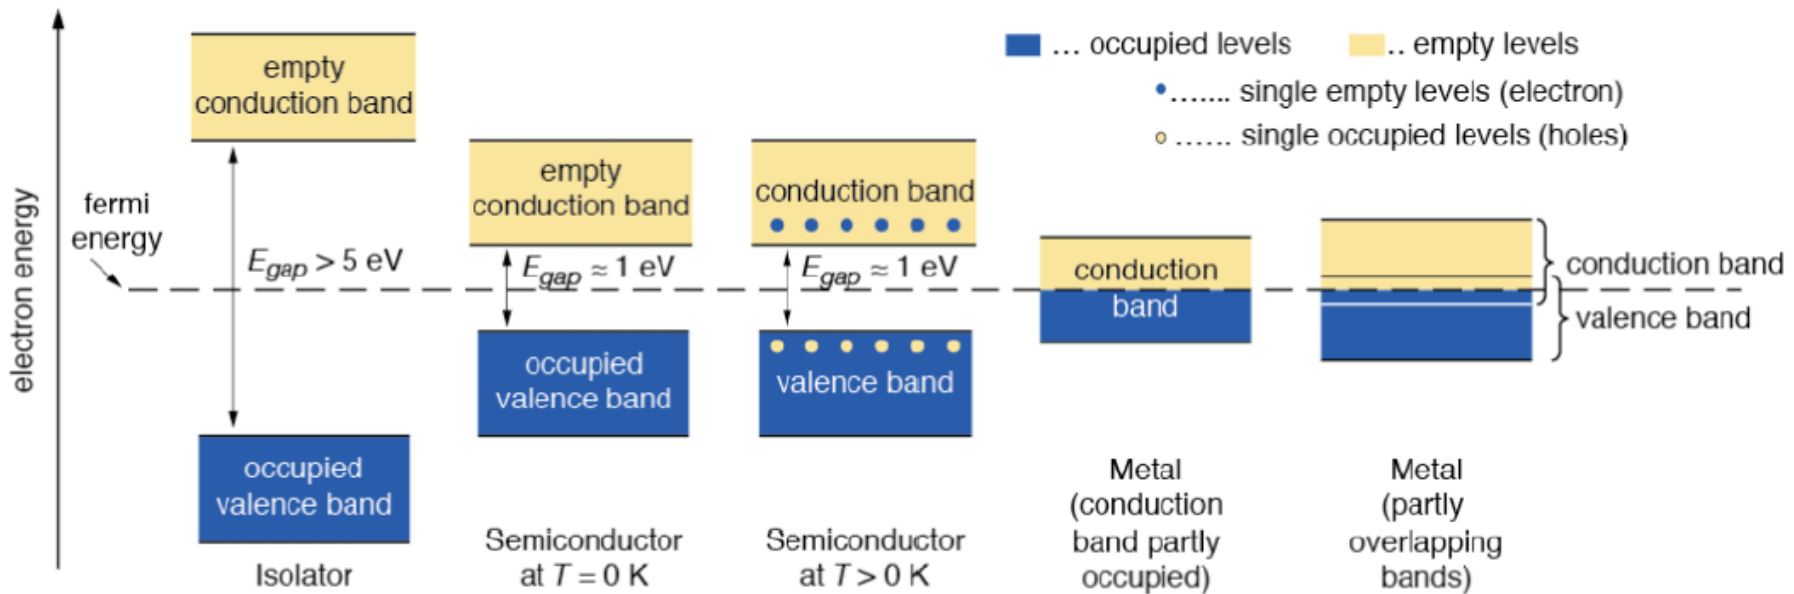 ... occupied levels
.. empty levels
....... single empty levels (electron)
...... single occupied levels (holes)
electron energy
fermi
energy
empty
conduction band
E_gap > 5 eV
occupied
valence band
Isolator
empty
conduction band
E_gap ≈ 1 eV
occupied
valence band
Semiconductor
at T = 0 K
conduction band
E_gap ≈ 1 eV
valence band
Semiconductor
at T > 0 K
conduction
band
Metal
(conduction
band partly
occupied)
conduction band
valence band
Metal
(partly
overlapping
bands)